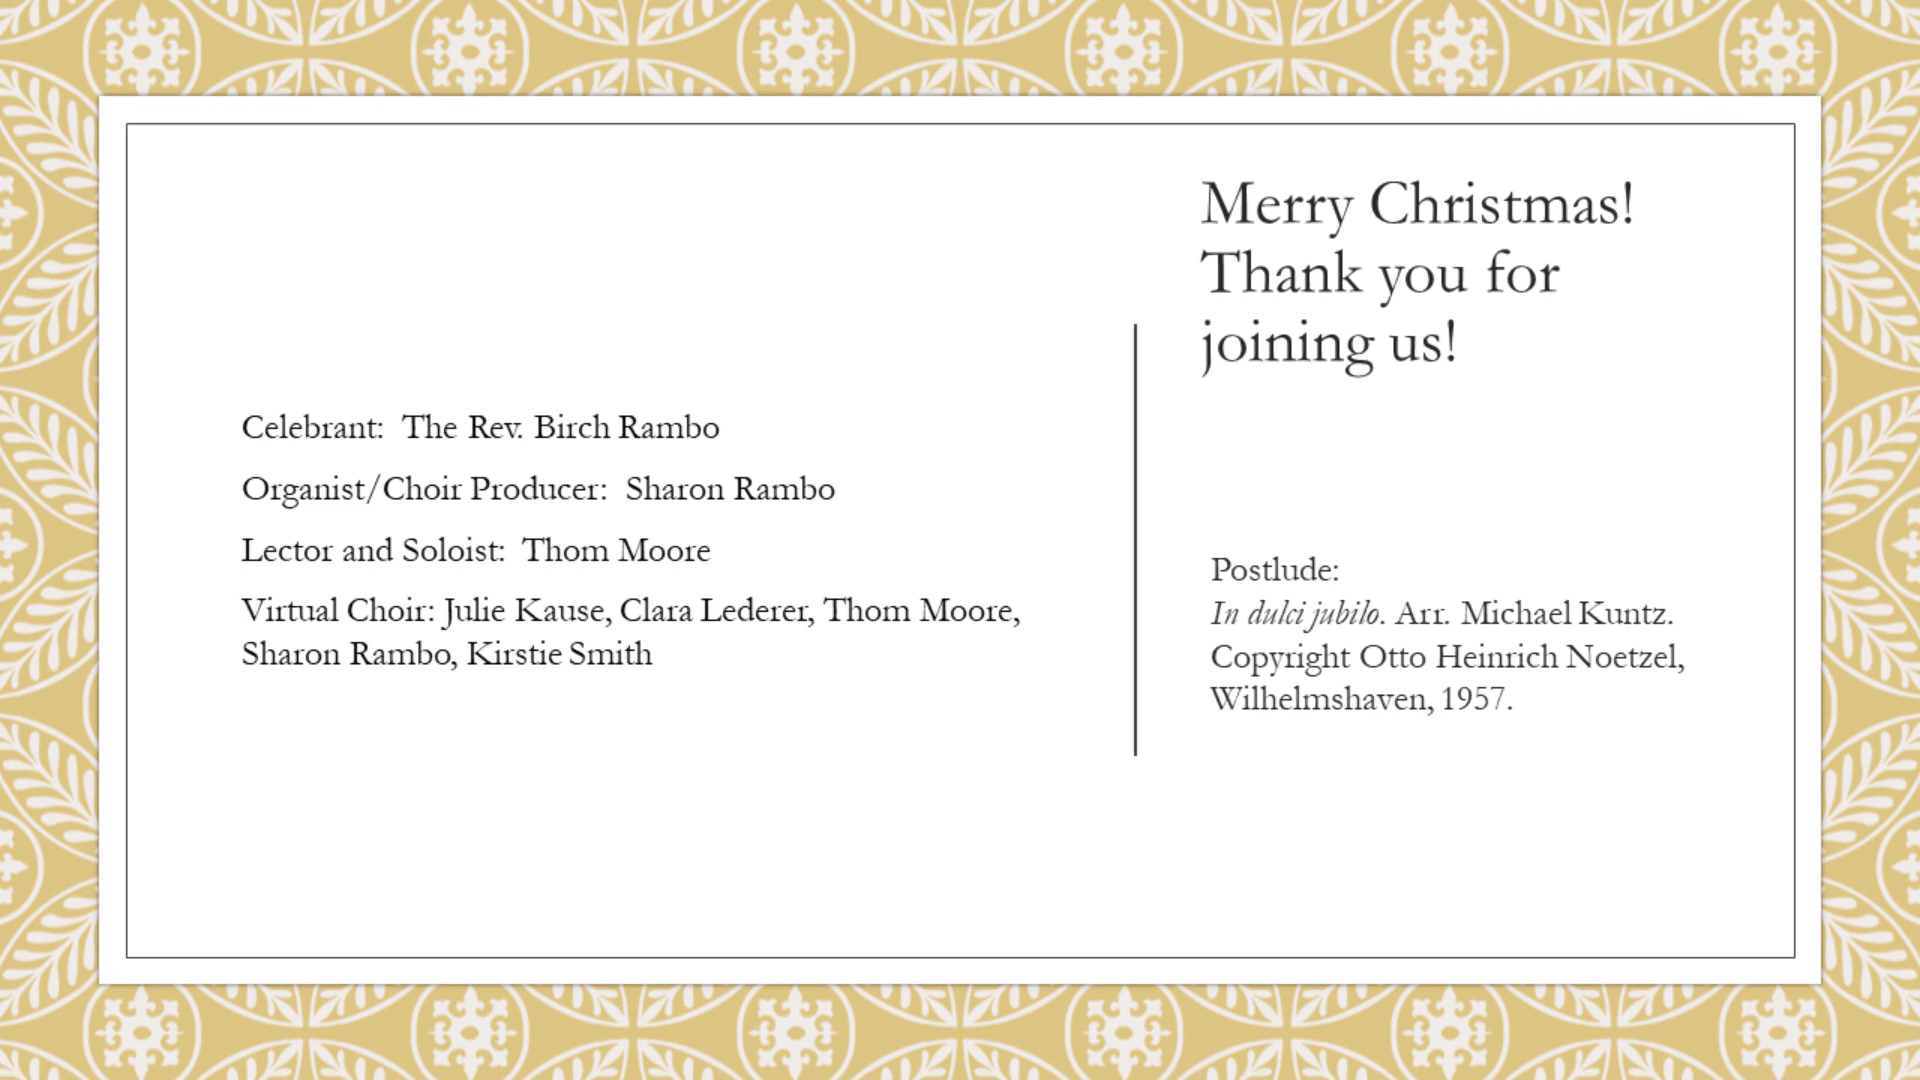 Merry Christmas!
Thank you for
joining us!
Celebrant:  The Rev. Birch Rambo
Organist/Choir Producer:  Sharon Rambo
Lector and Soloist:  Thom Moore
Virtual Choir: Julie Kause, Clara Lederer, Thom Moore,
Sharon Rambo, Kirstie Smith
Postlude:
In dulci jubilo. Arr. Michael Kuntz.
Copyright Otto Heinrich Noetzel,
Wilhelmshaven, 1957.